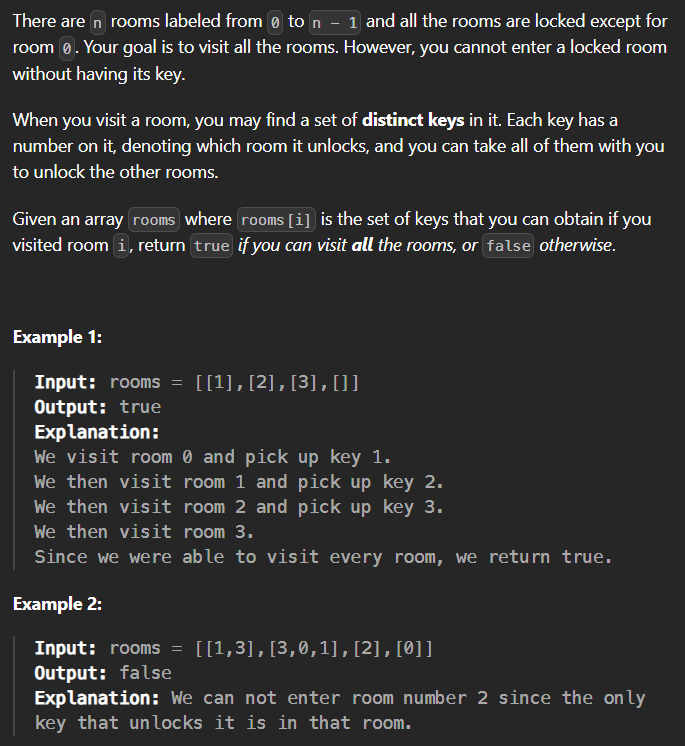 There are n rooms labeled from 0 to n - 1 and all the rooms are locked except for
room 0. Your goal is to visit all the rooms. However, you cannot enter a locked room
without having its key.
When you visit a room, you may find a set of distinct keys in it. Each key has a
number on it, denoting which room it unlocks, and you can take all of them with you
to unlock the other rooms.
Given an array rooms where rooms[i] is the set of keys that you can obtain if you
visited room i, return true if you can visit all the rooms, or false otherwise.
Example 1:
Input: rooms = [[1],[2],[3],[]]
Output: true
Explanation:
We visit room 0 and pick up key 1.
We then visit room 1 and pick up key 2.
We then visit room 2 and pick up key 3.
We then visit room 3.
Since we were able to visit every room, we return true.
Example 2:
Input: rooms = [[1,3],[3,0,1],[2],[0]]
Output: false
Explanation: We can not enter room number 2 since the only
key that unlocks it is in that room.